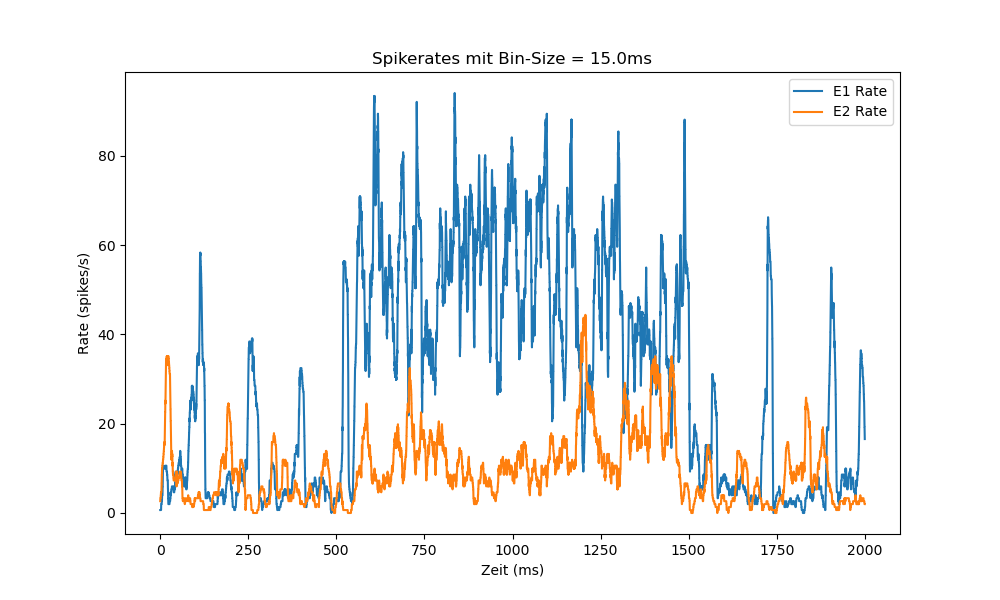 Spikerates mit Bin-Size = 15.0ms
E1 Rate
E2 Rate
80
60
40
20
0
Rate (spikes/s)
0 250 500 750 1000 1250 1500 1750 2000
Zeit (ms)